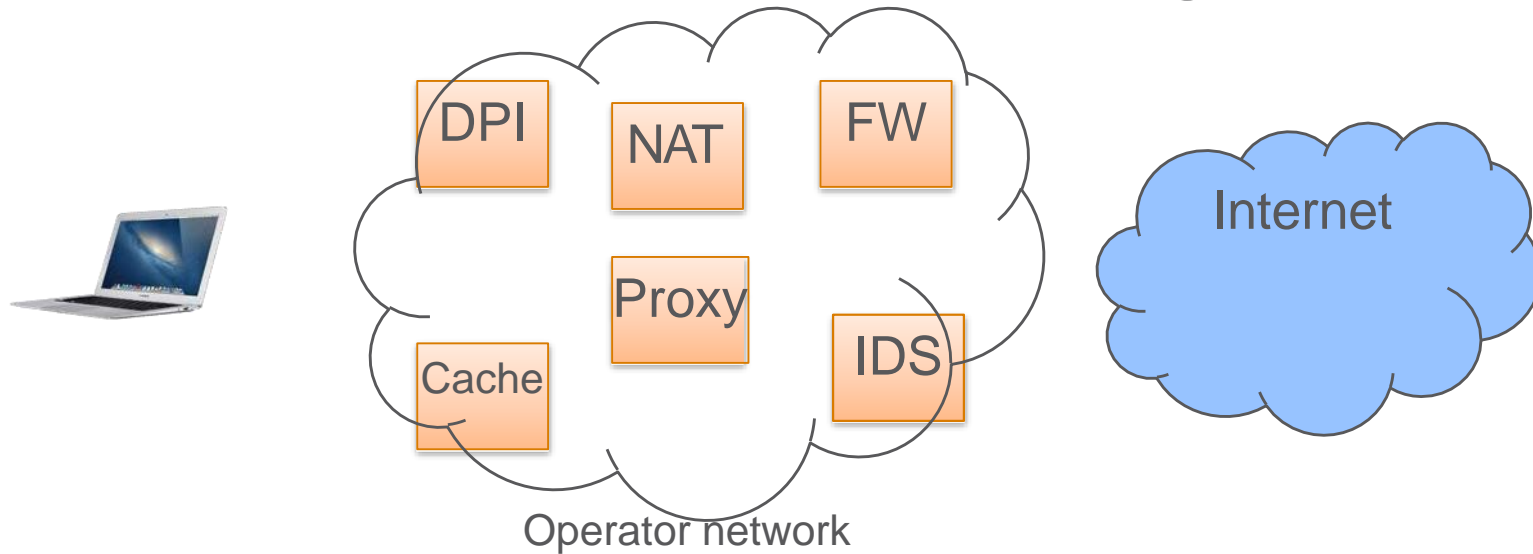 DPI
NAT
FW
Internet
Proxy
Cache
IDS
Operator network